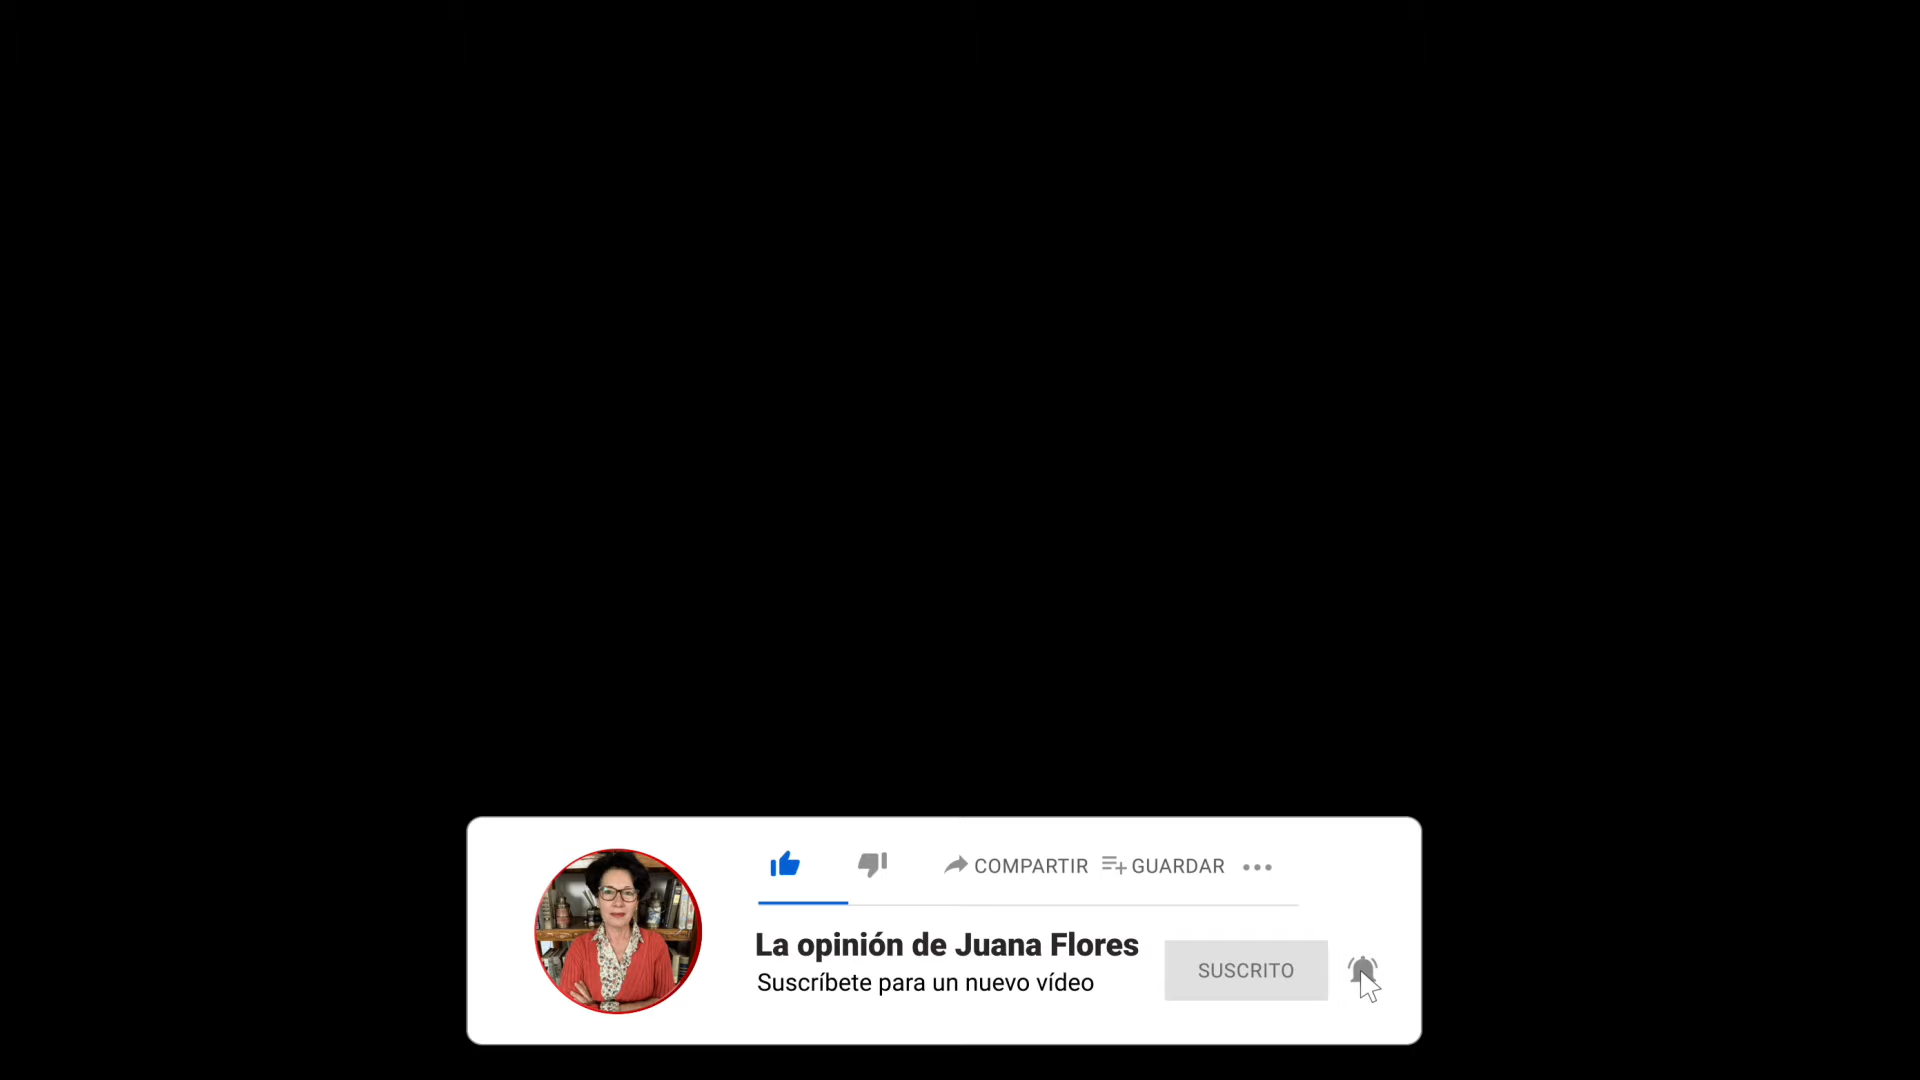 COMPARTIR GUARDAR
La opinión de Juana Flores
Suscríbete para un nuevo vídeo
SUSCRITO